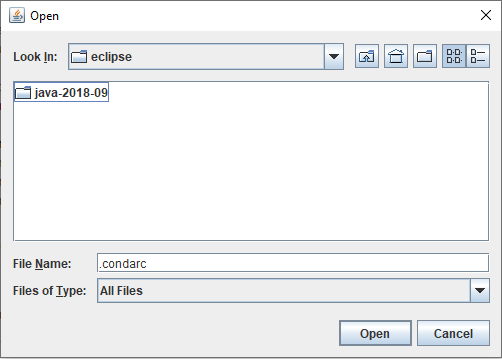 Open
Look In: eclipse
java-2018-09
File Name: .condarc
Files of Type: All Files
Open Cancel